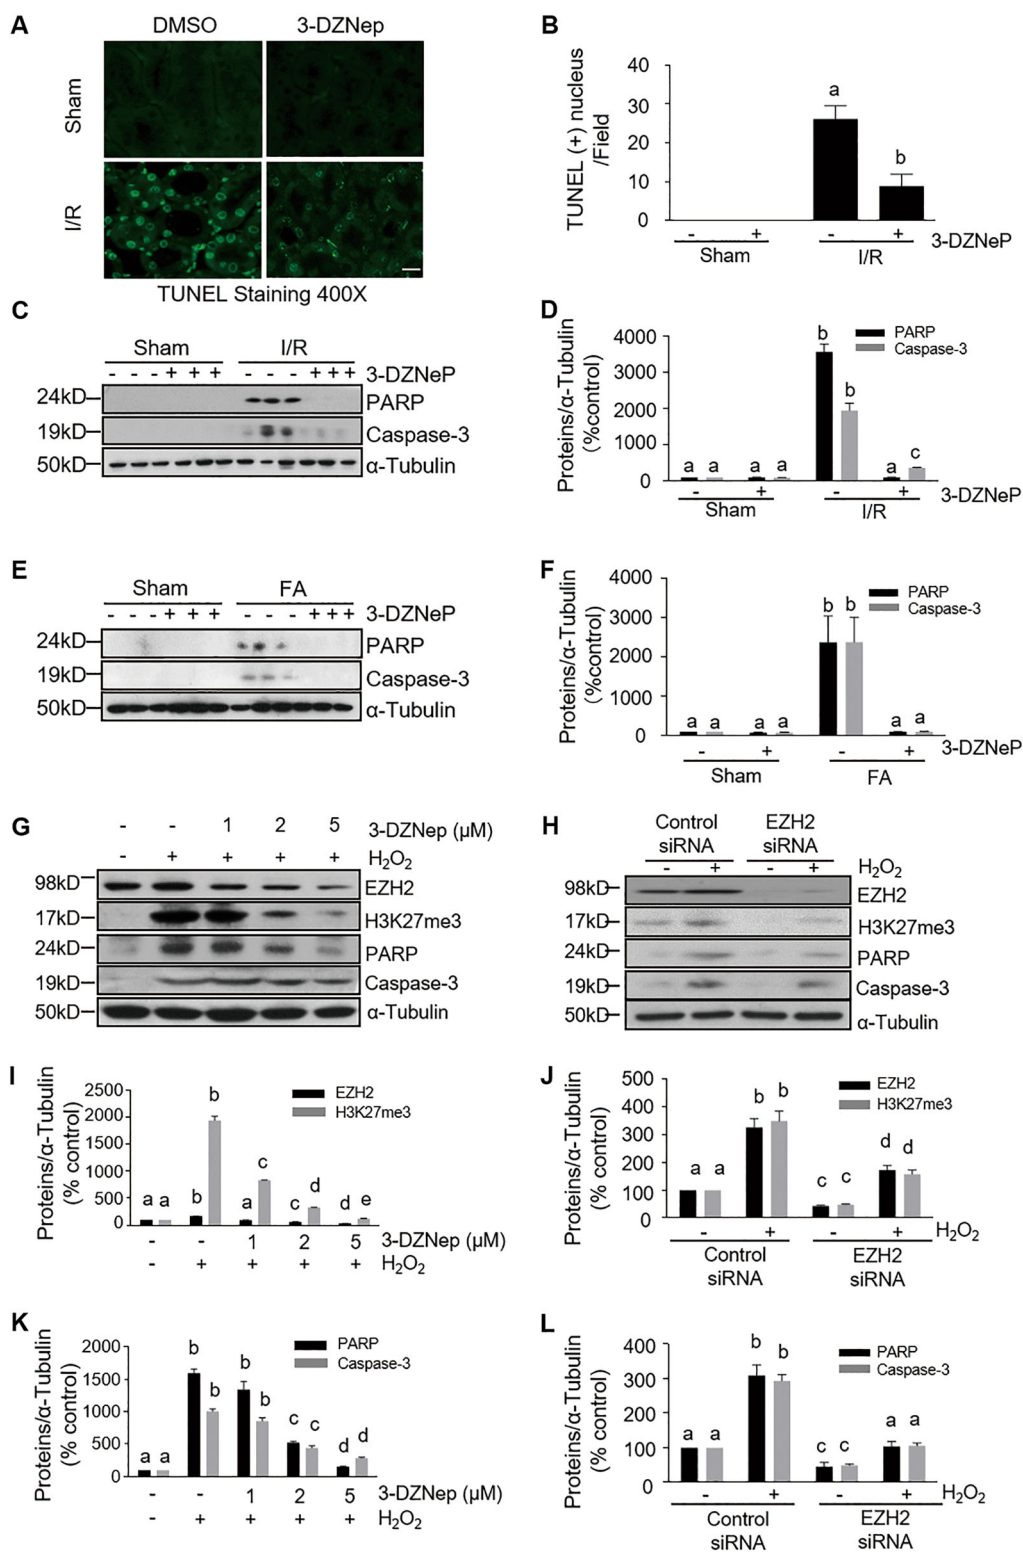 A
DMSO 3-DZNep
Sham
I/R
TUNEL Staining 400X
B
TUNEL (+) nucleus
/Field
40
30
20
10
0
a
b
- + - + 3-DZNeP
Sham I/R
C
Sham I/R
- - - + + + - - - + + + 3-DZNeP
24kD PARP
19kD Caspase-3
50kD α-Tubulin
D
Proteins/α-Tubulin
(%control)
4000
3000
2000
1000
0
PARP
Caspase-3
a a a a b b a c
- + - + 3-DZNeP
Sham I/R
E
Sham FA
- - - + + + - - - + + + 3-DZNeP
24kD PARP
19kD Caspase-3
50kD α-Tubulin
F
Proteins/α-Tubulin
(%control)
4000
3000
2000
1000
0
PARP
Caspase-3
a a a a b b a a
- + - + 3-DZNeP
Sham FA
G
- - 1 2 5 3-DZNep (µM)
- + + + + H₂O₂
98kD EZH2
17kD H3K27me3
24kD PARP
19kD Caspase-3
50kD α-Tubulin
H
Control
siRNA
EZH2
siRNA
- + - + H₂O₂
98kD EZH2
17kD H3K27me3
24kD PARP
19kD Caspase-3
50kD α-Tubulin
I
Proteins/α-Tubulin
(% control)
2500
2000
1500
1000
500
0
EZH2
H3K27me3
a a b b a c c d d e
- - 1 2 5 3-DZNep (µM)
- + + + + H₂O₂
J
Proteins/α-Tubulin
(% control)
500
400
300
200
100
0
EZH2
H3K27me3
a a b b c c d d
- + - + H₂O₂
Control
siRNA
EZH2
siRNA
K
Proteins/α-Tubulin
(% control)
2000
1500
1000
500
0
PARP
Caspase-3
a a b b b b c c d d
- - 1 2 5 3-DZNep (µM)
- + + + + H₂O₂
L
Proteins/α-Tubulin
(% control)
400
300
200
100
0
PARP
Caspase-3
a a b b c c a a
- + - + H₂O₂
Control
siRNA
EZH2
siRNA